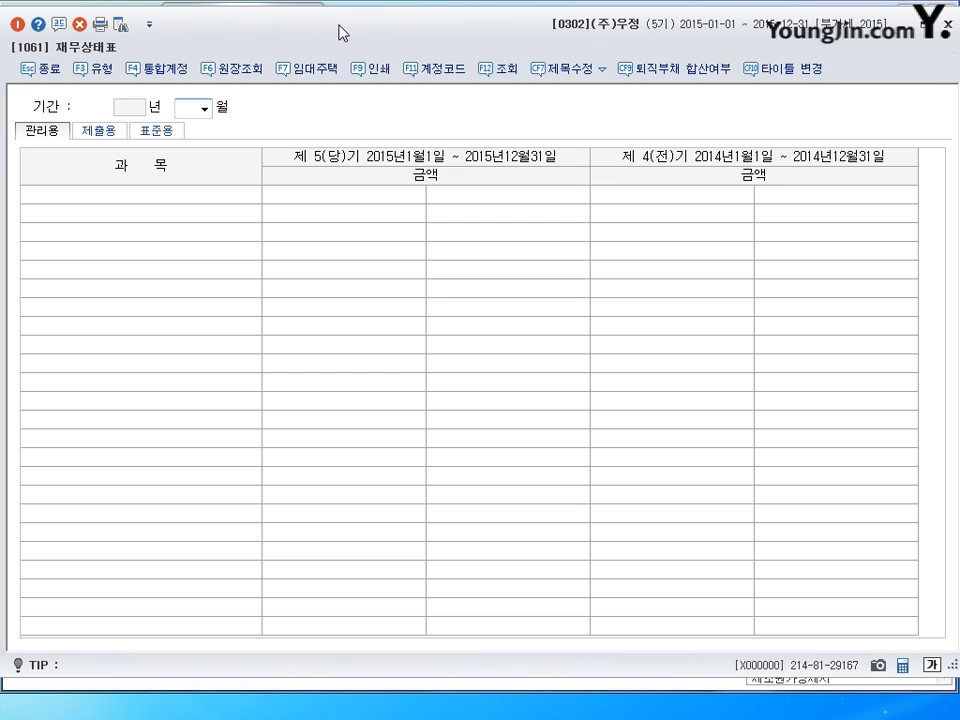 [0302](주)우정 (5기) 2015-01-01 ~ 2015-12-31 [부가세 2015]
YoungJin.com Y.
[1061] 재무상태표
Esc 종료 F3 유형 F4 통합계정 F6 원장조회 F7 임대주택 F9 인쇄 F11 계정코드 F12 조회 CF7 제목수정 CF9 퇴직부채 합산여부 CF10 타이틀 변경
기간 : 년 월
관리용 제출용 표준용
과 목 제 5(당)기 2015년1월1일 ~ 2015년12월31일 제 4(전)기 2014년1월1일 ~ 2014년12월31일
금액 금액
TIP : [X000000] 214-81-29167 가